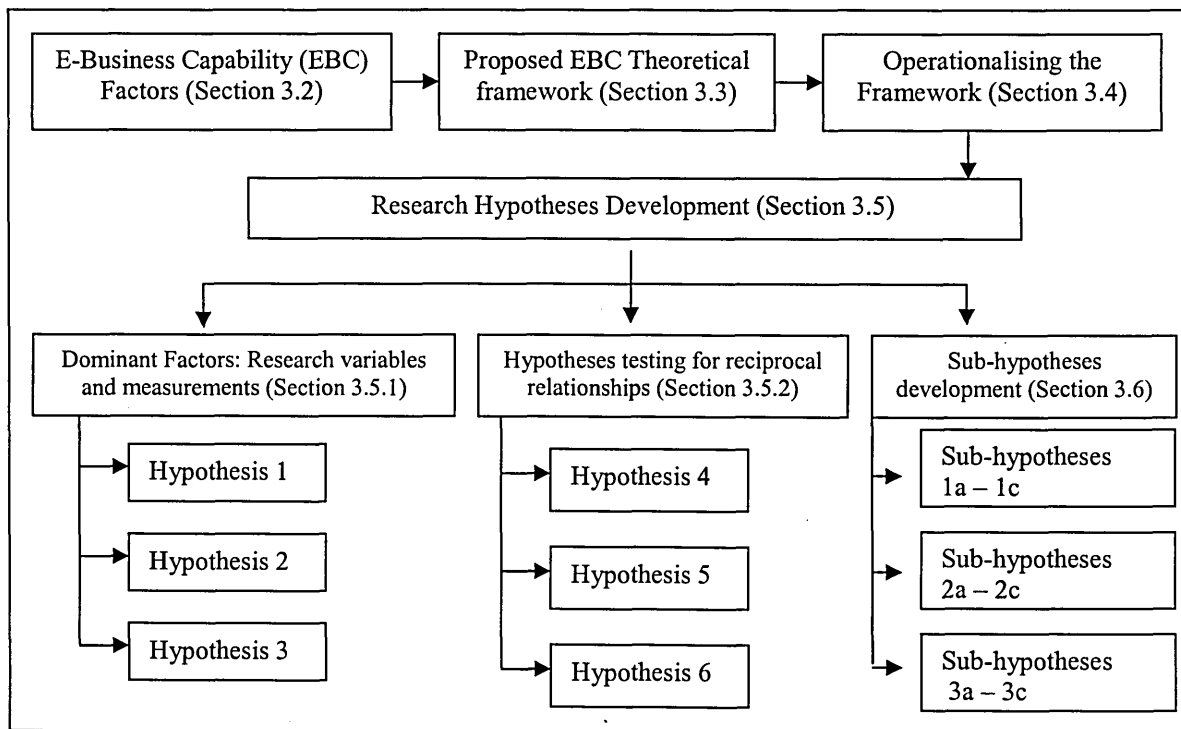 E-Business Capability (EBC)
Factors (Section 3.2)
Proposed EBC Theoretical
framework (Section 3.3)
Operationalising the
Framework (Section 3.4)
Research Hypotheses Development (Section 3.5)
Dominant Factors: Research variables
and measurements (Section 3.5.1)
Hypothesis 1
Hypothesis 2
Hypothesis 3
Hypotheses testing for reciprocal
relationships (Section 3.5.2)
Hypothesis 4
Hypothesis 5
Hypothesis 6
Sub-hypotheses
development (Section 3.6)
Sub-hypotheses
1a – 1c
Sub-hypotheses
2a – 2c
Sub-hypotheses
3a – 3c